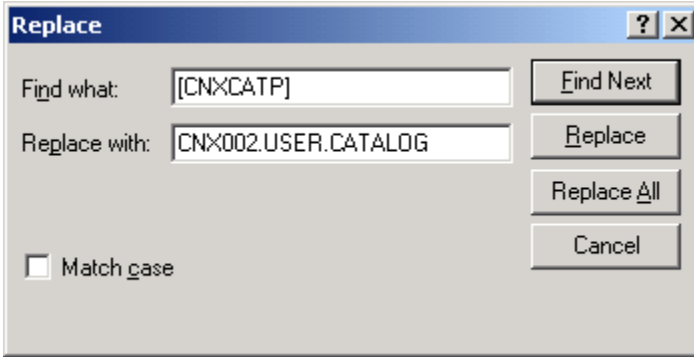 Replace
Find what: [CNXCATP] Find Next
Replace with: CNX002.USER.CATALOG Replace
Replace All
Match case Cancel